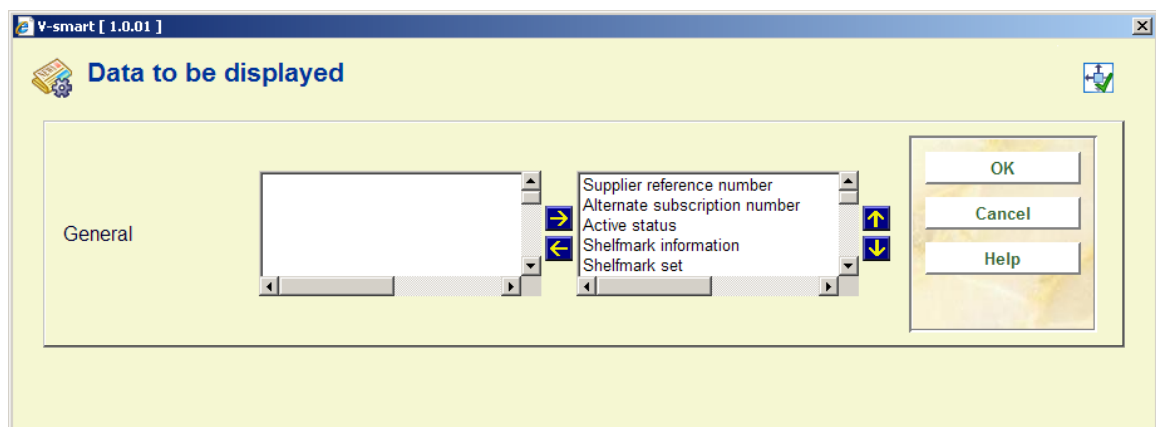 V-smart [ 1.0.01 ]
Data to be displayed
General
Supplier reference number
Alternate subscription number
Active status
Shelfmark information
Shelfmark set
OK
Cancel
Help